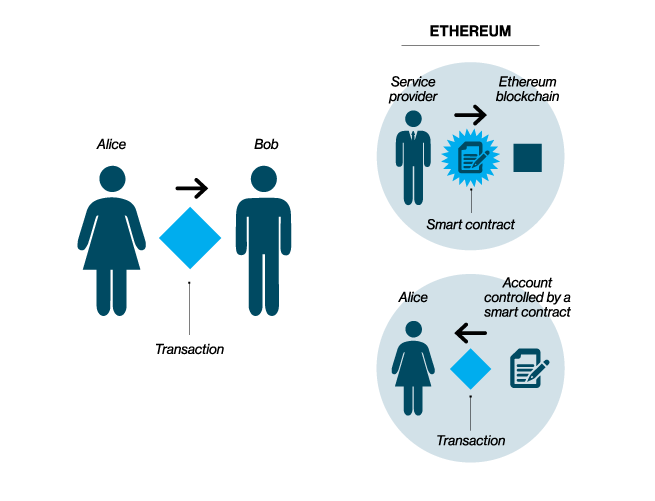 Alice
Bob
Transaction
ETHEREUM
Service
provider
Ethereum
blockchain
Smart contract
Alice
Account
controlled by a
smart contract
Transaction